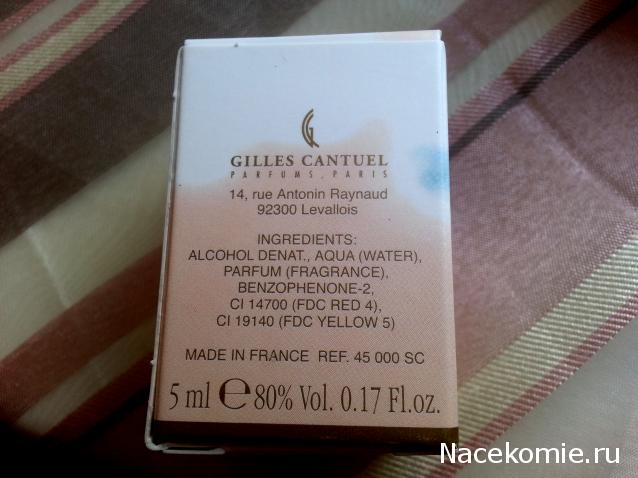 GILLES CANTUEL
PARFUMS, PARIS
14, rue Antonin Raynaud
92300 Levallois
INGREDIENTS:
ALCOHOL DENAT., AQUA (WATER),
PARFUM (FRAGRANCE),
BENZOPHENONE-2,
CI 14700 (FDC RED 4),
CI 19140 (FDC YELLOW 5)
MADE IN FRANCE REF. 45 000 SC
5 ml ℮ 80% Vol. 0.17 Fl.oz.
Nacekomie.ru